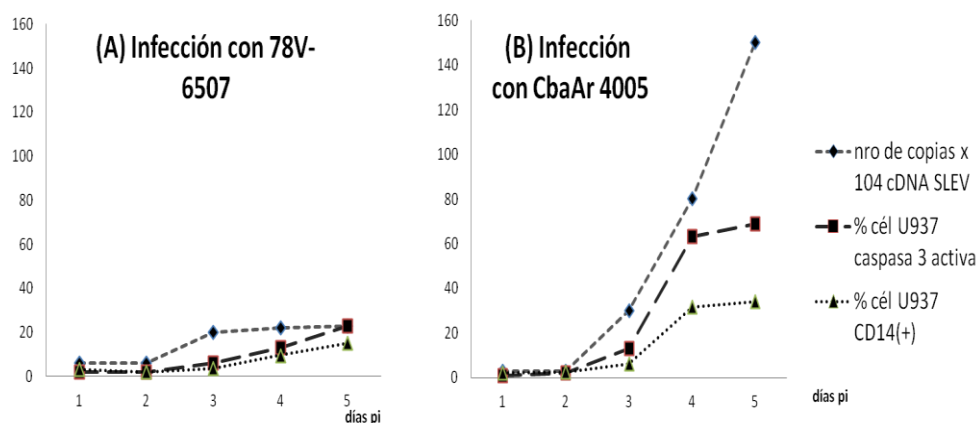 160
140
120
100
80
60
40
20
0
(A) Infección con 78V-
6507
1 2 3 4 5
días pi
160
140
120
100
80
60
40
20
0
(B) Infección
con CbaAr 4005
1 2 3 4 5
días pi
nro de copias x
104 cDNA SLEV
% cél U937
caspasa 3 activa
% cél U937
CD14(+)